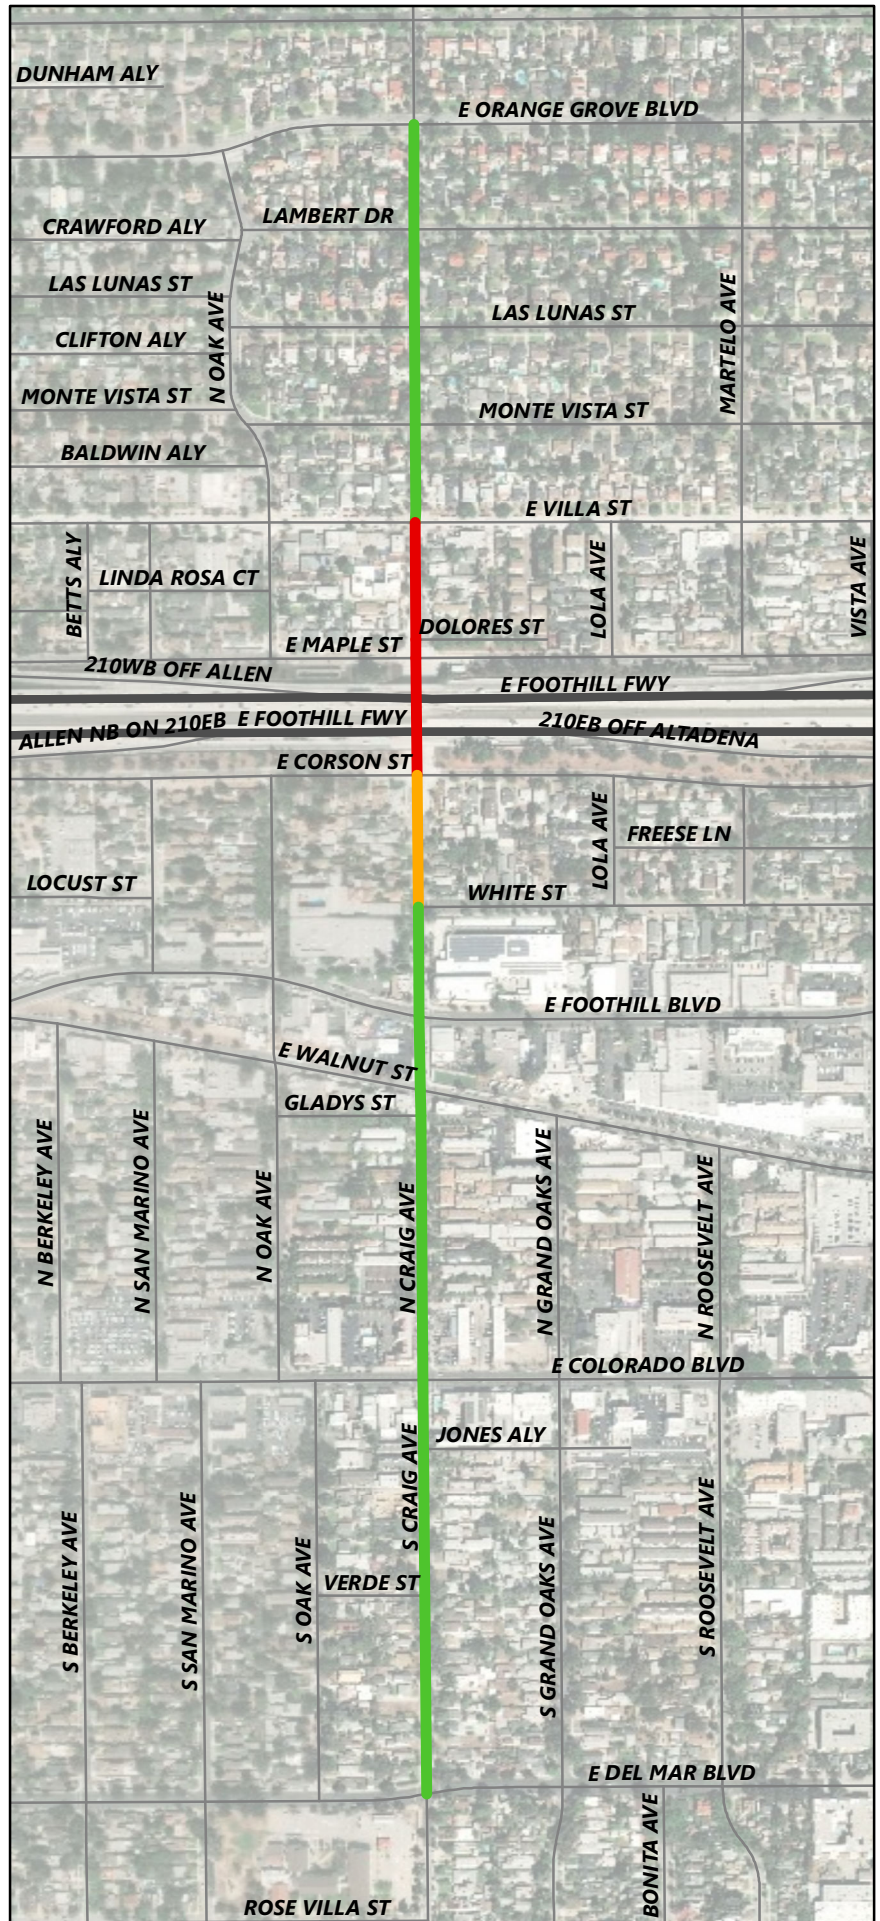 DUNHAM ALY
E ORANGE GROVE BLVD
LAMBERT DR
CRAWFORD ALY
LAS LUNAS ST
N OAK AVE
MARTELO AVE
LAS LUNAS ST
CLIFTON ALY
MONTE VISTA ST
MONTE VISTA ST
BALDWIN ALY
E VILLA ST
BETTS ALY
LINDA ROSA CT
LOLA AVE
VISTA AVE
DOLORES ST
E MAPLE ST
210WB OFF ALLEN
E FOOTHILL FWY
ALLEN NB ON 210EB
E FOOTHILL FWY
210EB OFF ALTADENA
E CORSON ST
LOLA AVE
FREESE LN
LOCUST ST
WHITE ST
E FOOTHILL BLVD
E WALNUT ST
GLADYS ST
N BERKELEY AVE
N SAN MARINO AVE
N OAK AVE
N CRAIG AVE
N GRAND OAKS AVE
N ROOSEVELT AVE
E COLORADO BLVD
JONES ALY
S CRAIG AVE
S BERKELEY AVE
S SAN MARINO AVE
S OAK AVE
VERDE ST
S GRAND OAKS AVE
S ROOSEVELT AVE
E DEL MAR BLVD
BONITA AVE
ROSE VILLA ST